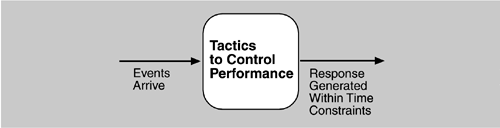 Events
Arrive
Tactics
to Control
Performance
Response
Generated
Within Time
Constraints